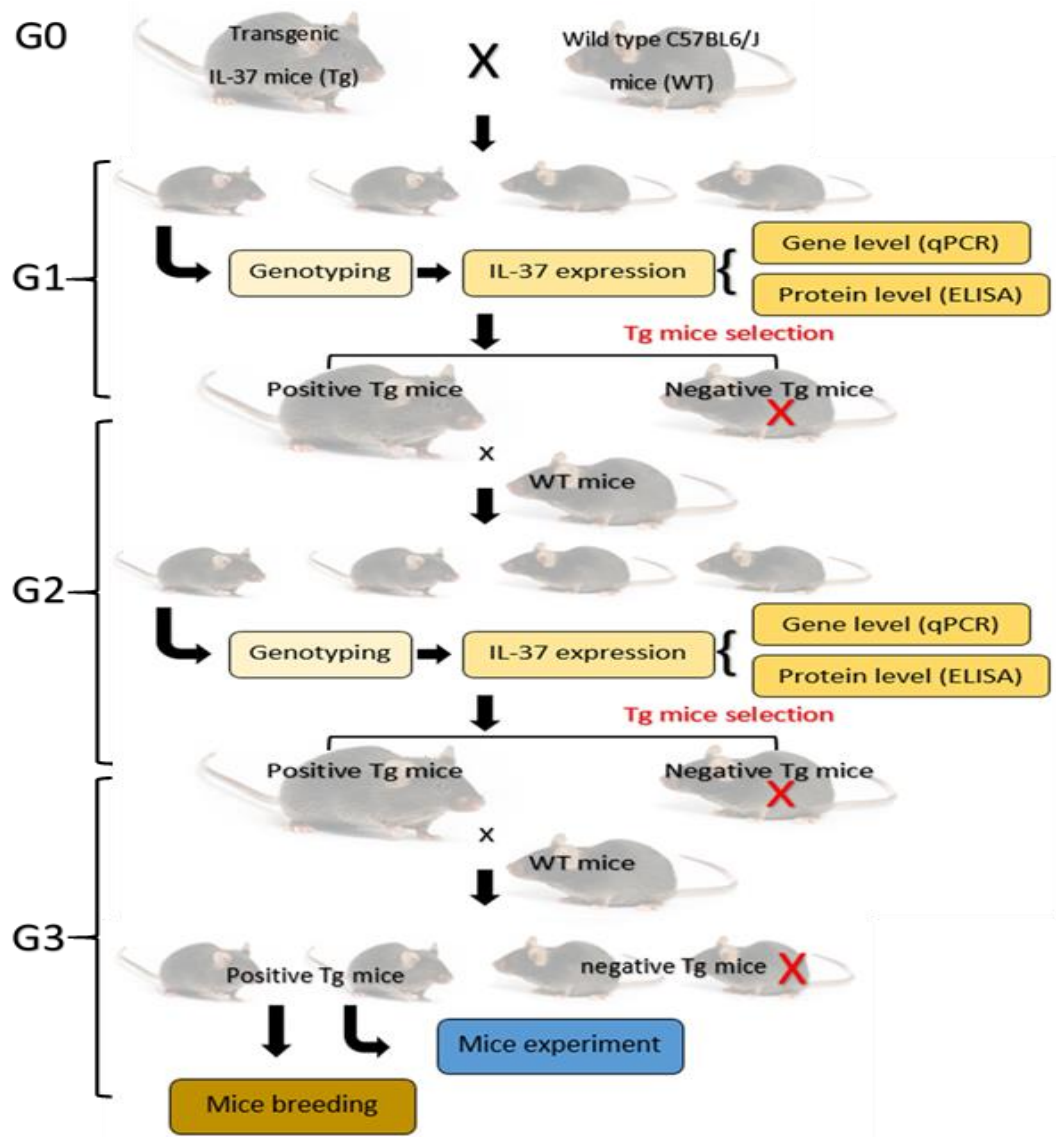 G0
Transgenic
IL-37 mice (Tg)
X
Wild type C57BL6/J
mice (WT)
G1
Genotyping
IL-37 expression
{
Gene level (qPCR)
Protein level (ELISA)
Tg mice selection
Positive Tg mice
Negative Tg mice
X
x
WT mice
G2
Genotyping
IL-37 expression
{
Gene level (qPCR)
Protein level (ELISA)
Tg mice selection
Positive Tg mice
Negative Tg mice
X
x
WT mice
G3
Positive Tg mice
negative Tg mice
X
Mice experiment
Mice breeding